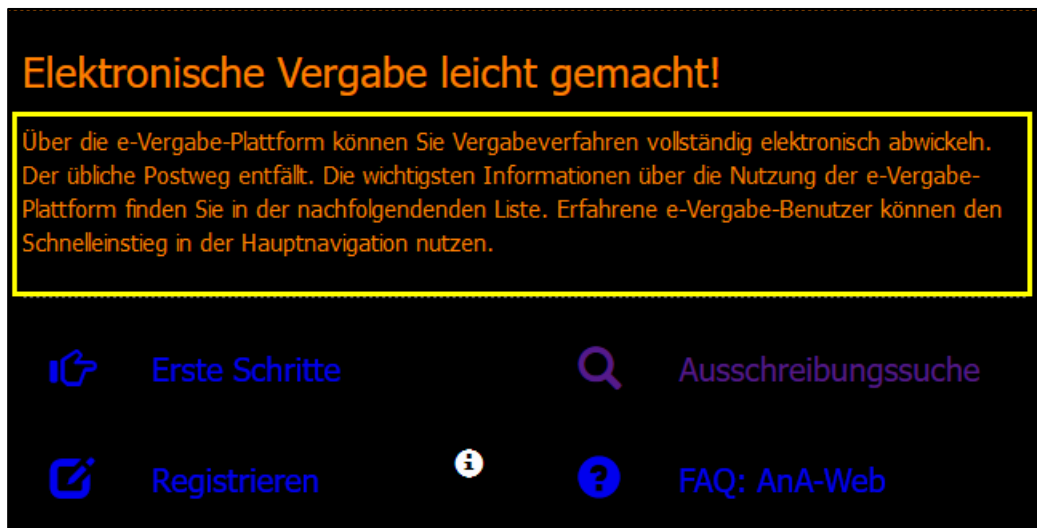 Elektronische Vergabe leicht gemacht!
Über die e-Vergabe-Plattform können Sie Vergabeverfahren vollständig elektronisch abwickeln.
Der übliche Postweg entfällt. Die wichtigsten Informationen über die Nutzung der e-Vergabe-
Plattform finden Sie in der nachfolgendenden Liste. Erfahrene e-Vergabe-Benutzer können den
Schnelleinstieg in der Hauptnavigation nutzen.
Erste Schritte
Ausschreibungssuche
Registrieren
FAQ: AnA-Web